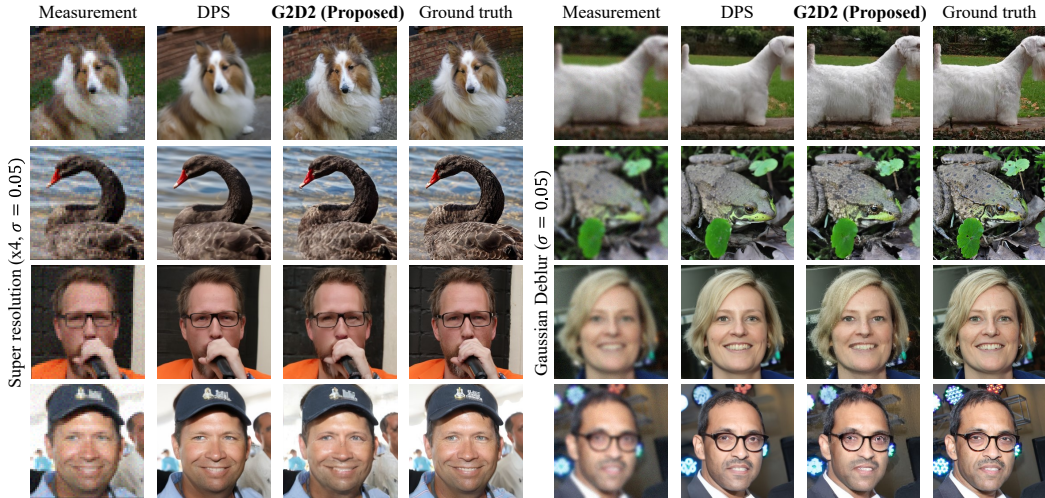 Measurement DPS G2D2 (Proposed) Ground truth
Super resolution (x4, σ = 0.05)
Measurement DPS G2D2 (Proposed) Ground truth
Gaussian Deblur (σ = 0.05)